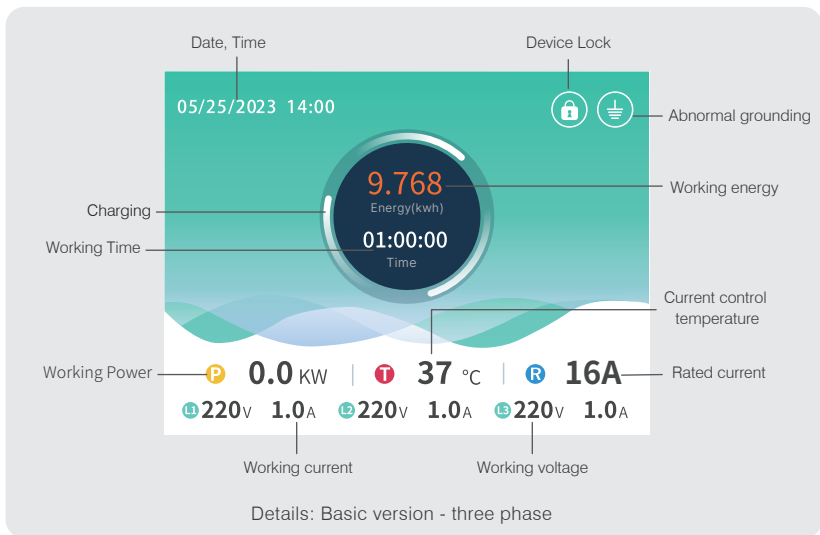 Date, Time
Device Lock
05/25/2023 14:00
Abnormal grounding
9.768
Working energy
Energy(kwh)
Charging
01:00:00
Working Time
Time
Current control
temperature
Working Power
P 0.0 KW T 37 °C R 16A
Rated current
L1 220V 1.0A L2 220V 1.0A L3 220V 1.0A
Working current
Working voltage
Details: Basic version - three phase